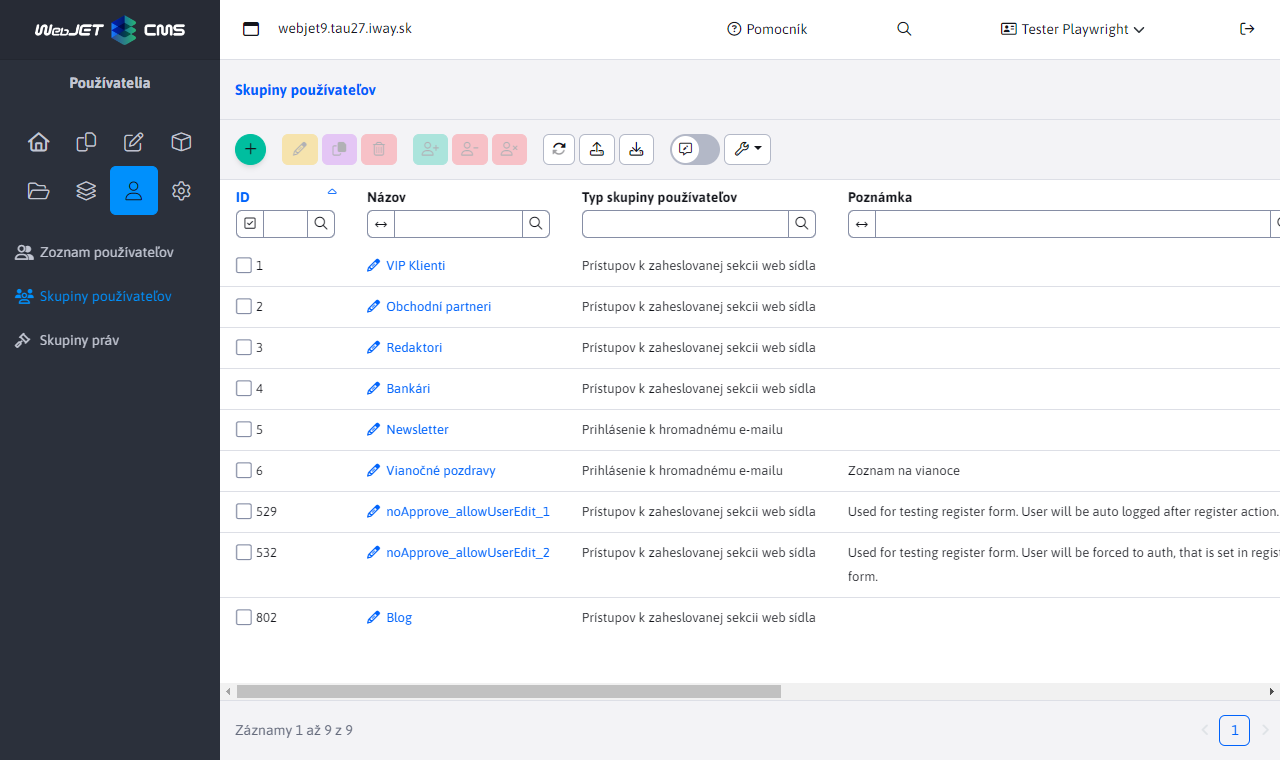 WebJET CMS
webjet9.tau27.iway.sk
Pomocník
Tester Playwright
Používatelia
Zoznam používateľov
Skupiny používateľov
Skupiny práv
Skupiny používateľov
ID Názov Typ skupiny používateľov Poznámka
1 VIP Klienti Prístupov k zaheslovanej sekcii web sídla
2 Obchodní partneri Prístupov k zaheslovanej sekcii web sídla
3 Redaktori Prístupov k zaheslovanej sekcii web sídla
4 Bankári Prístupov k zaheslovanej sekcii web sídla
5 Newsletter Prihlásenie k hromadnému e-mailu
6 Vianočné pozdravy Prihlásenie k hromadnému e-mailu Zoznam na vianoce
529 noApprove_allowUserEdit_1 Prístupov k zaheslovanej sekcii web sídla Used for testing register form. User will be auto logged after register action.
532 noApprove_allowUserEdit_2 Prístupov k zaheslovanej sekcii web sídla Used for testing register form. User will be forced to auth, that is set in regist
form.
802 Blog Prístupov k zaheslovanej sekcii web sídla
Záznamy 1 až 9 z 9
1